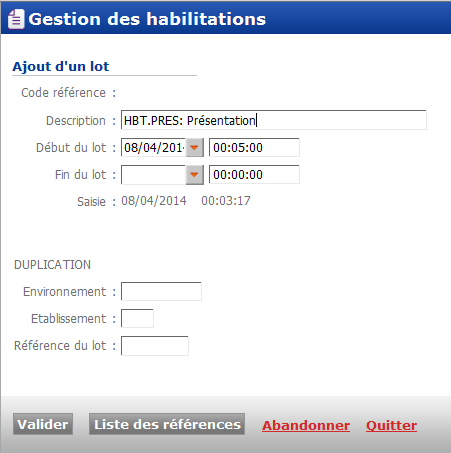 Gestion des habilitations
Ajout d'un lot
Code référence :
Description : HBT.PRES: Présentation
Début du lot : 08/04/201 00:05:00
Fin du lot : 00:00:00
Saisie : 08/04/2014 00:03:17
DUPLICATION
Environnement :
Etablissement :
Référence du lot :
Valider Liste des références Abandonner Quitter